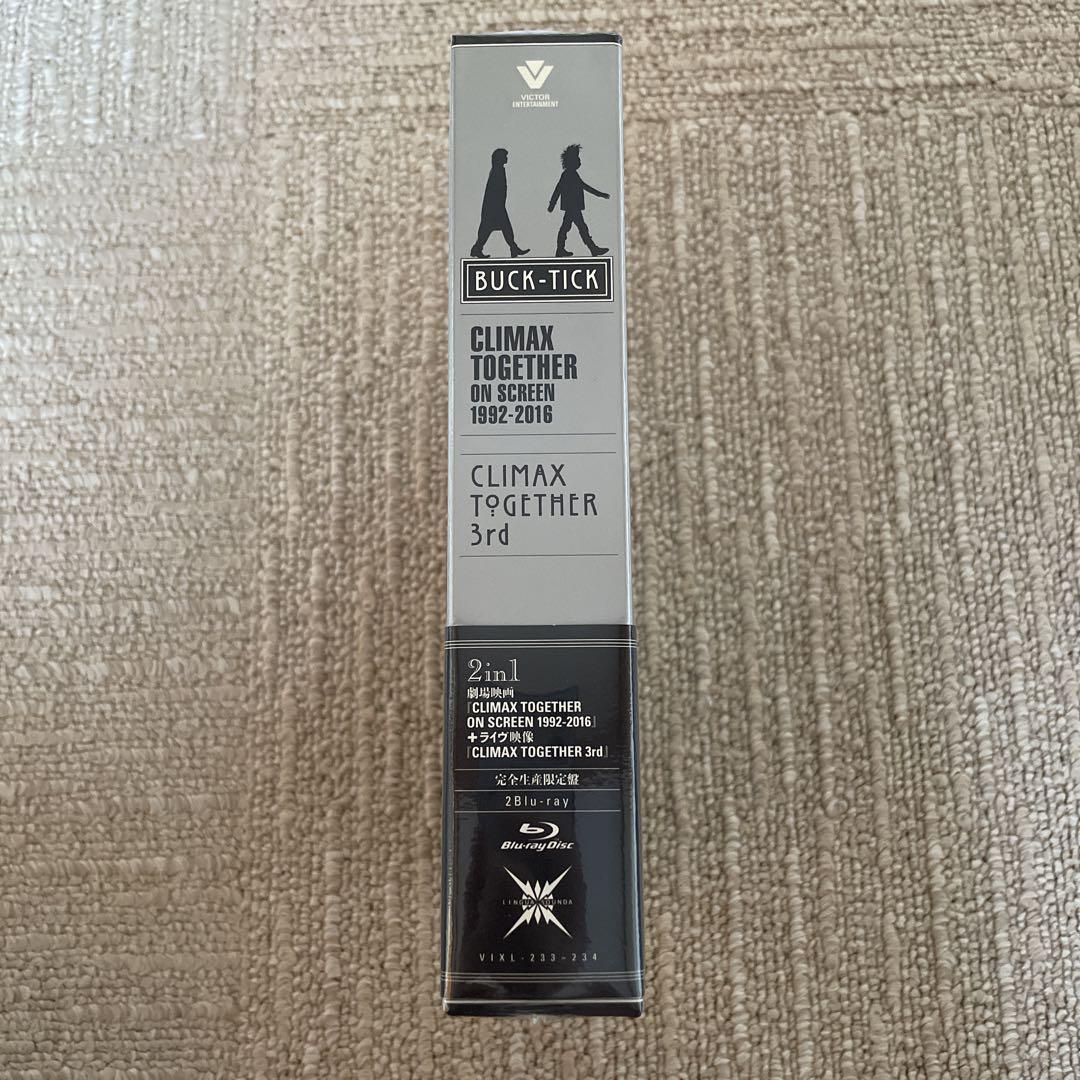 VICTOR
ENTERTAINMENT
BUCK-TICK
CLIMAX
TOGETHER
ON SCREEN
1992-2016
CLIMAX
TOGETHER
3rd
2in1
劇場映画
『CLIMAX TOGETHER
ON SCREEN 1992-2016』
+ライヴ映像
『CLIMAX TOGETHER 3rd』
完全生産限定盤
2Blu-ray
Blu-ray Disc
LINGUA SOUNDA
VIXL-233~234